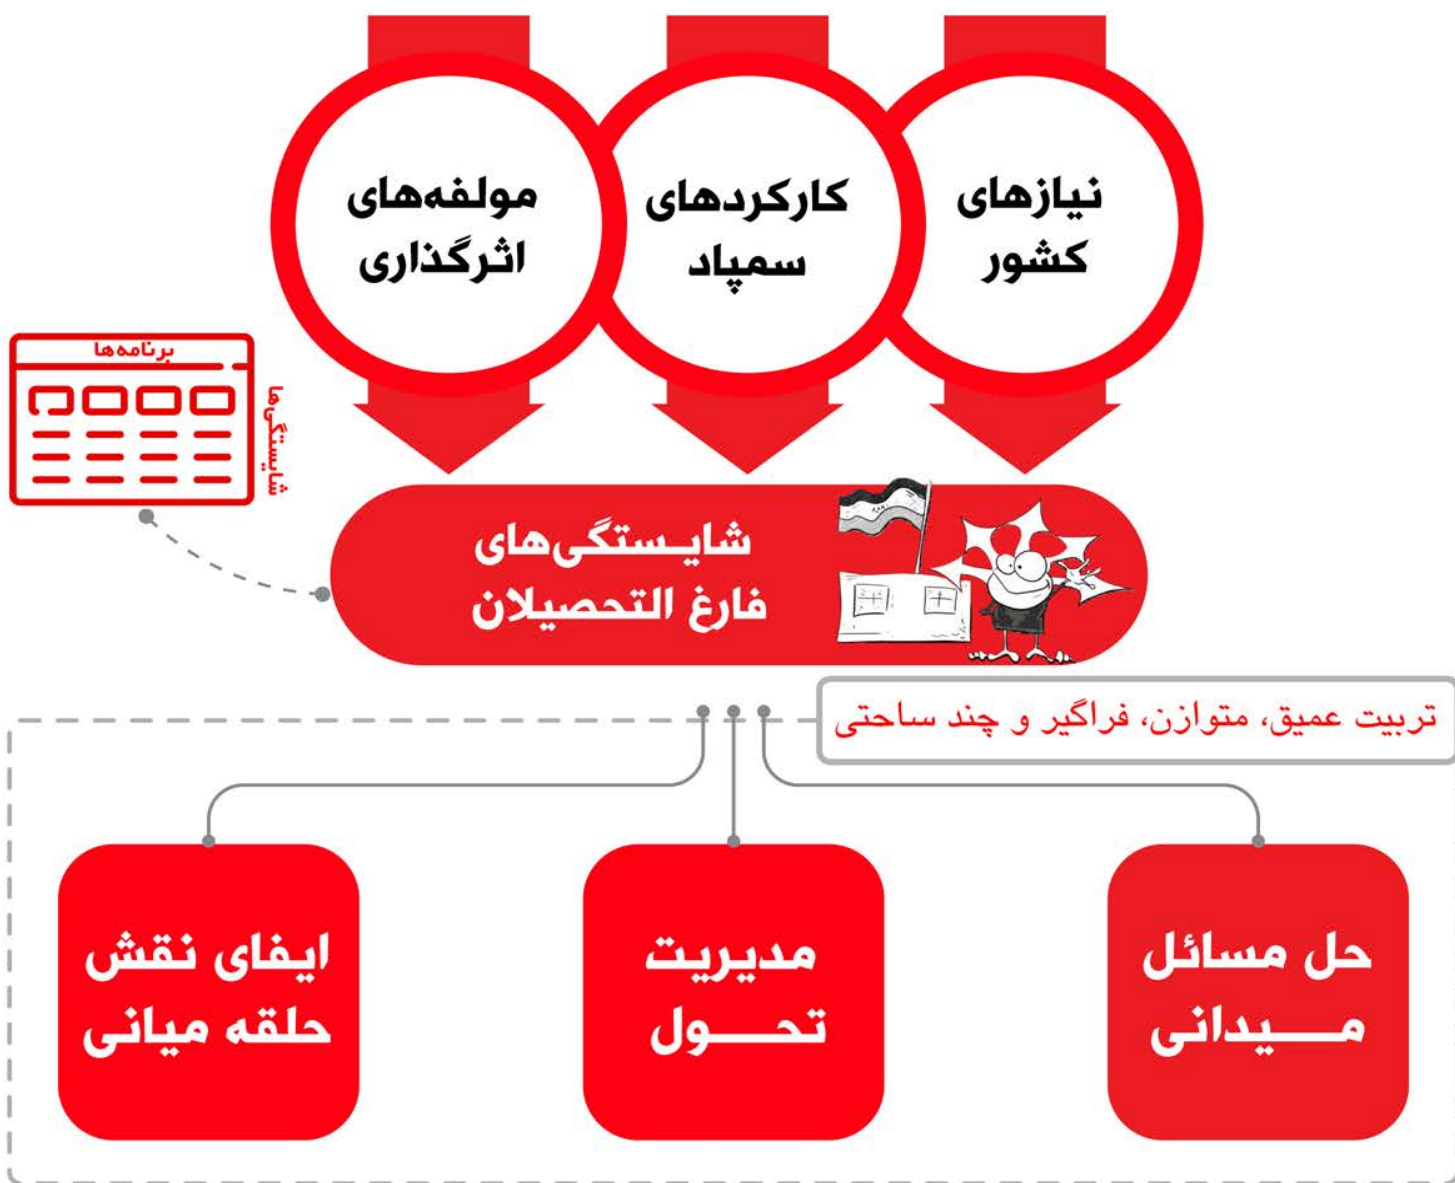 نیازهای
کشور
کارکردهای
سمپاد
مولفه‌های
اثرگذاری
برنامه‌ها
شایستگی‌ها
شایستگی‌های
فارغ التحصیلان
تربیت عمیق، متوازن، فراگیر و چند ساحتی
حل مسائل
میدانی
مدیریت
تحول
ایفای نقش
حلقه میانی